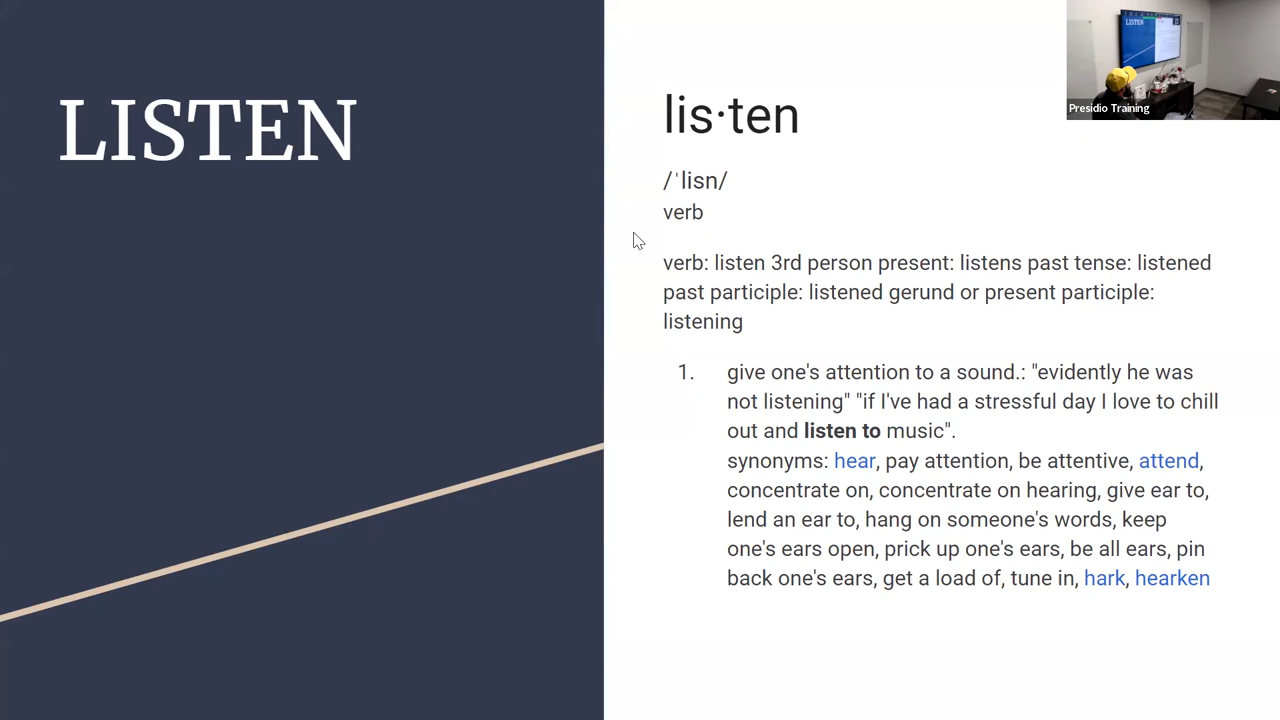 LISTEN
lis·ten
/ˈlisn/
verb
verb: listen 3rd person present: listens past tense: listened
past participle: listened gerund or present participle:
listening
1. give one's attention to a sound.: "evidently he was
not listening" "if I've had a stressful day I love to chill
out and listen to music".
synonyms: hear, pay attention, be attentive, attend,
concentrate on, concentrate on hearing, give ear to,
lend an ear to, hang on someone's words, keep
one's ears open, prick up one's ears, be all ears, pin
back one's ears, get a load of, tune in, hark, hearken
LISTEN
Presidio Training